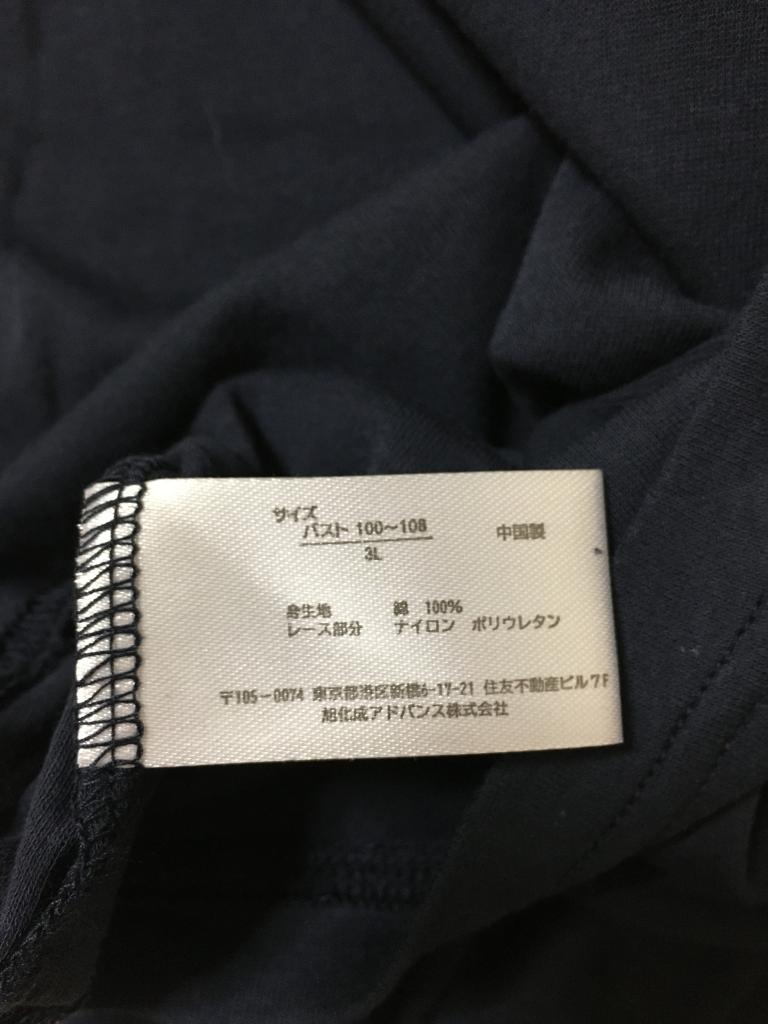 サイズ
バスト 100～108 中国製
3L
身生地 綿 100%
レース部分 ナイロン ポリウレタン
〒105-0074 東京都港区新橋6-17-21 住友不動産ビル7F
旭化成アドバンス株式会社